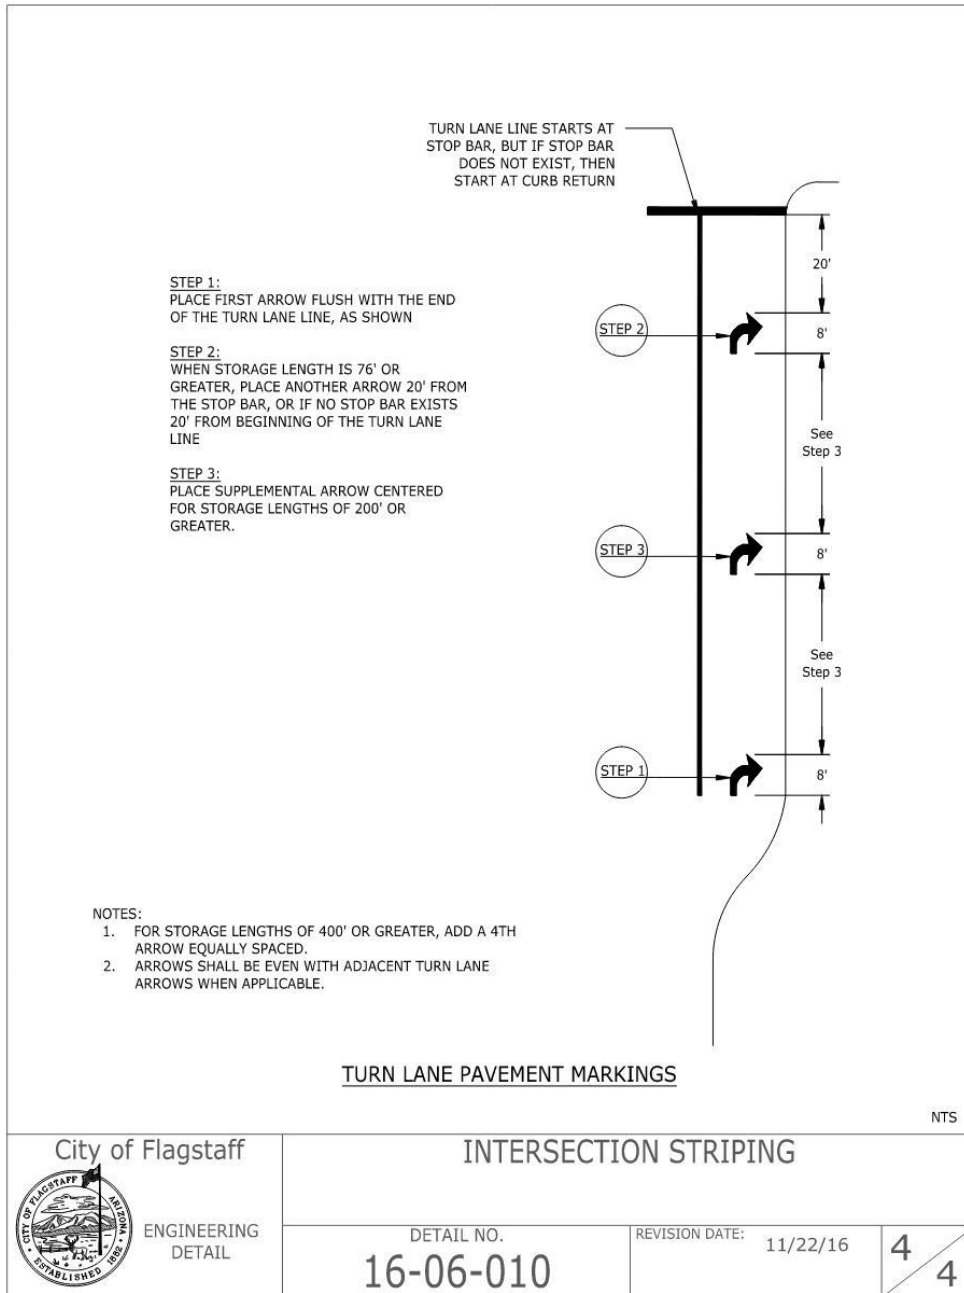 TURN LANE LINE STARTS AT
STOP BAR, BUT IF STOP BAR
DOES NOT EXIST, THEN
START AT CURB RETURN
STEP 1:
PLACE FIRST ARROW FLUSH WITH THE END
OF THE TURN LANE LINE, AS SHOWN
STEP 2:
WHEN STORAGE LENGTH IS 76' OR
GREATER, PLACE ANOTHER ARROW 20' FROM
THE STOP BAR, OR IF NO STOP BAR EXISTS
20' FROM BEGINNING OF THE TURN LANE
LINE
STEP 3:
PLACE SUPPLEMENTAL ARROW CENTERED
FOR STORAGE LENGTHS OF 200' OR
GREATER.
20'
STEP 2
8'
See
Step 3
STEP 3
8'
See
Step 3
STEP 1
8'
NOTES:
1. FOR STORAGE LENGTHS OF 400' OR GREATER, ADD A 4TH
ARROW EQUALLY SPACED.
2. ARROWS SHALL BE EVEN WITH ADJACENT TURN LANE
ARROWS WHEN APPLICABLE.
TURN LANE PAVEMENT MARKINGS
NTS
City of Flagstaff
CITY OF FLAGSTAFF ARIZONA
ESTABLISHED 1882
ENGINEERING
DETAIL
INTERSECTION STRIPING
DETAIL NO.
16-06-010
REVISION DATE: 11/22/16
4
4